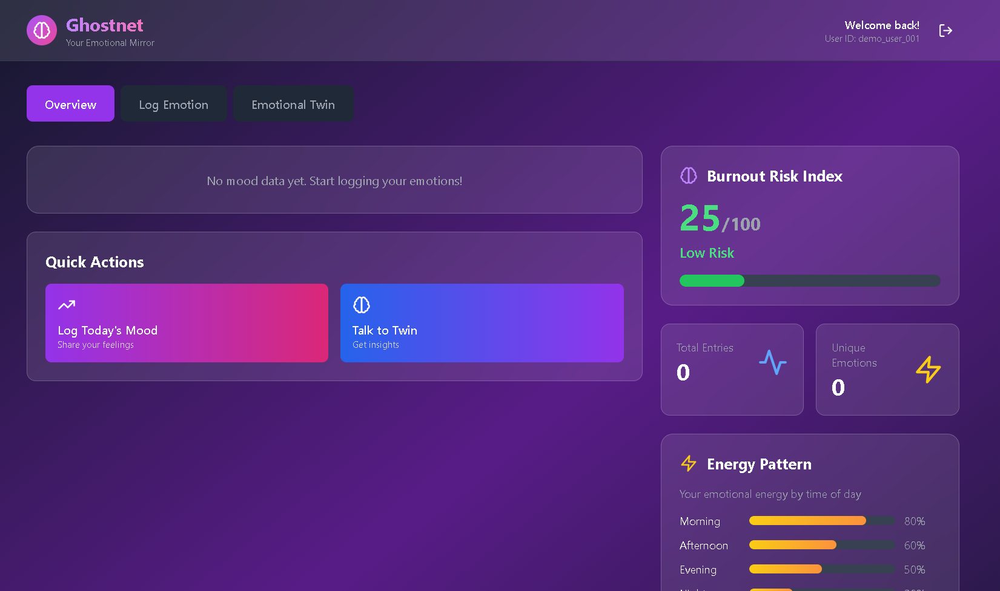 Ghostnet
Your Emotional Mirror
Welcome back!
User ID: demo_user_001
Overview
Log Emotion
Emotional Twin
No mood data yet. Start logging your emotions!
Quick Actions
Log Today's Mood
Share your feelings
Talk to Twin
Get insights
Burnout Risk Index
25/100
Low Risk
Total Entries
0
Unique
Emotions
0
Energy Pattern
Your emotional energy by time of day
Morning 80%
Afternoon 60%
Evening 50%